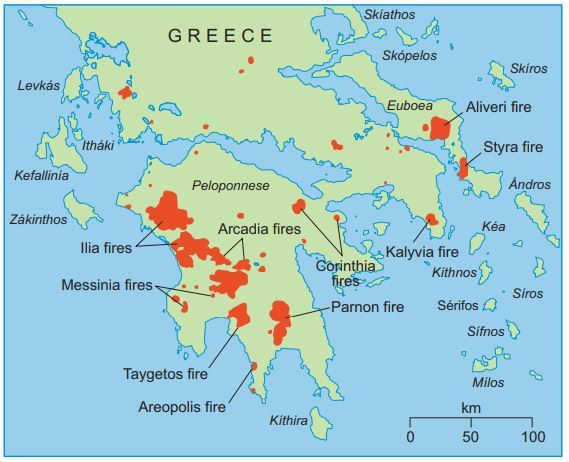 Skiathos
GREECE
Skópelos
Skíros
Levkás
Euboea
Aliveri fire
Styra fire
Itháki
Kefallinía
Peloponnese
Ándros
Zákinthos
Arcadia fires
Kéa
Ilia fires
Kalyvia fire
Corinthia
fires
Kíthnos
Messinia fires
Síros
Parnon fire
Sérifos
Sífnos
Taygetos fire
Mílos
Areopolis fire
Kíthira
km
0 50 100